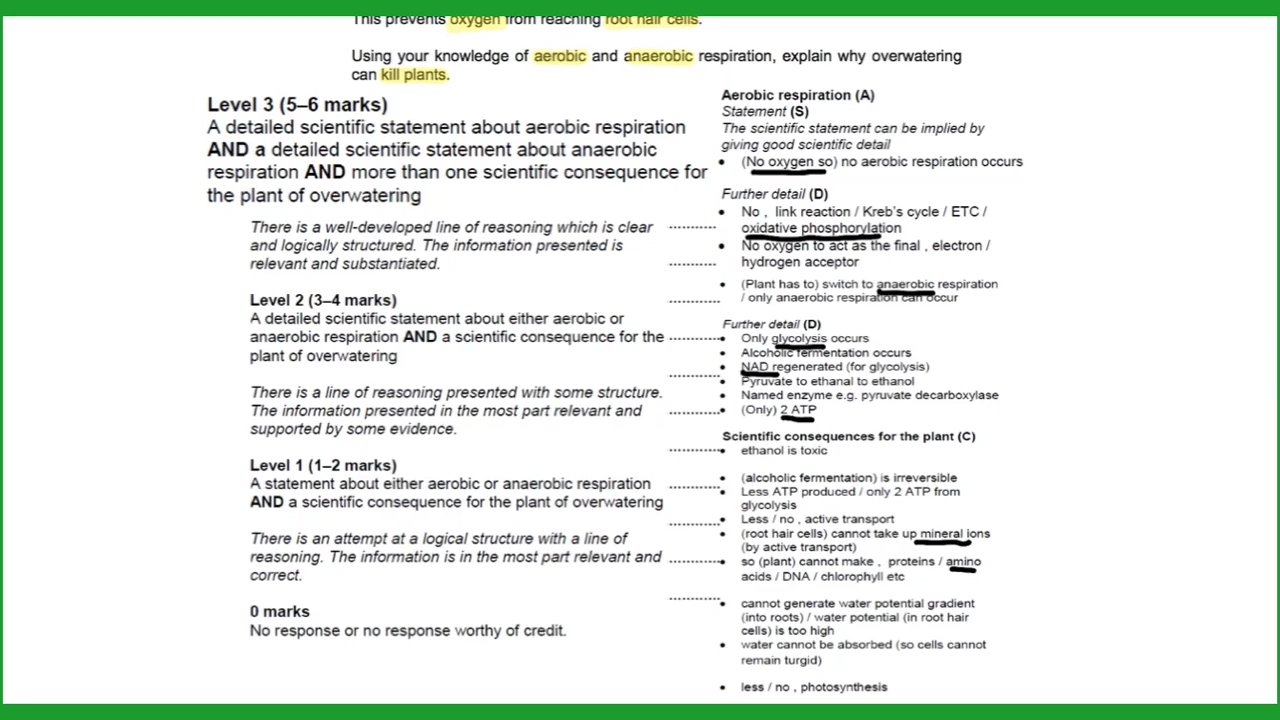 This prevents oxygen from reaching root hair cells.
Using your knowledge of aerobic and anaerobic respiration, explain why overwatering
can kill plants.
Level 3 (5–6 marks)
A detailed scientific statement about aerobic respiration
AND a detailed scientific statement about anaerobic
respiration AND more than one scientific consequence for
the plant of overwatering
There is a well-developed line of reasoning which is clear
and logically structured. The information presented is
relevant and substantiated.
Level 2 (3–4 marks)
A detailed scientific statement about either aerobic or
anaerobic respiration AND a scientific consequence for the
plant of overwatering
There is a line of reasoning presented with some structure.
The information presented in the most part relevant and
supported by some evidence.
Level 1 (1–2 marks)
A statement about either aerobic or anaerobic respiration
AND a scientific consequence for the plant of overwatering
There is an attempt at a logical structure with a line of
reasoning. The information is in the most part relevant and
correct.
0 marks
No response or no response worthy of credit.
Aerobic respiration (A)
Statement (S)
The scientific statement can be implied by
giving good scientific detail
• (No oxygen so) no aerobic respiration occurs
Further detail (D)
• No , link reaction / Kreb's cycle / ETC /
oxidative phosphorylation
• No oxygen to act as the final , electron /
hydrogen acceptor
• (Plant has to) switch to anaerobic respiration
/ only anaerobic respiration can occur
Further detail (D)
• Only glycolysis occurs
• Alcoholic fermentation occurs
• NAD regenerated (for glycolysis)
• Pyruvate to ethanal to ethanol
• Named enzyme e.g. pyruvate decarboxylase
• (Only) 2 ATP
Scientific consequences for the plant (C)
• ethanol is toxic
• (alcoholic fermentation) is irreversible
• Less ATP produced / only 2 ATP from
glycolysis
• Less / no , active transport
• (root hair cells) cannot take up mineral ions
(by active transport)
• so (plant) cannot make , proteins / amino
acids / DNA / chlorophyll etc
• cannot generate water potential gradient
(into roots) / water potential (in root hair
cells) is too high
• water cannot be absorbed (so cells cannot
remain turgid)
• less / no , photosynthesis